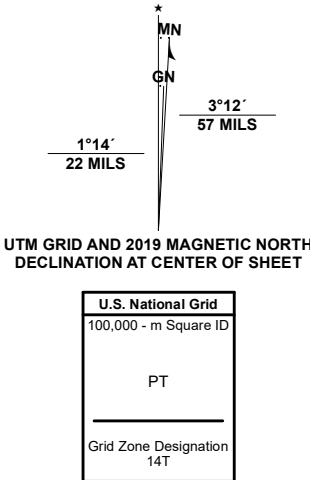 ★
MN
GN
3°12´
57 MILS
1°14´
22 MILS
UTM GRID AND 2019 MAGNETIC NORTH
DECLINATION AT CENTER OF SHEET
U.S. National Grid
100,000 - m Square ID
PT
Grid Zone Designation
14T